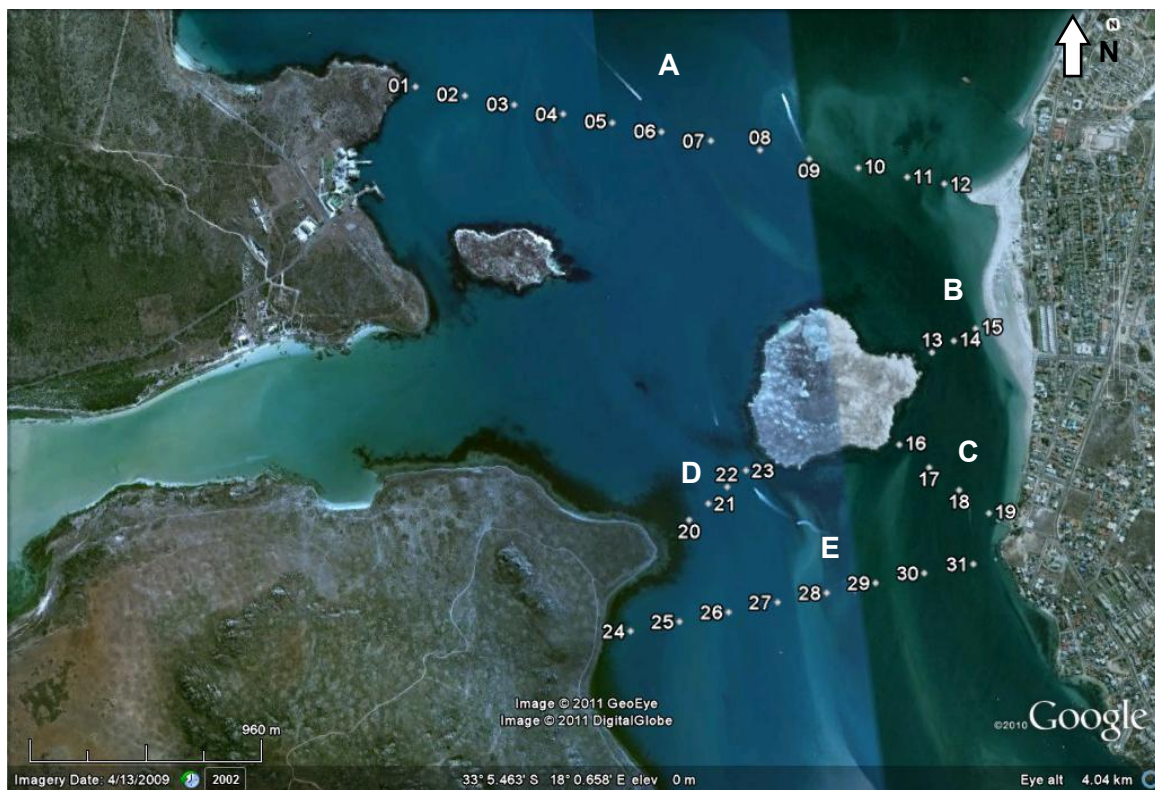 N
A
N
01
02
03
04
05
06
07
08
09
10
11
12
B
13
14
15
16
C
17
18
19
D
22
23
21
20
E
24
25
26
27
28
29
30
31
Image © 2011 GeoEye
Image © 2011 DigitalGlobe
©2010 Google
960 m
Imagery Date: 4/13/2009 2002 33° 5.463' S 18° 0.658' E elev 0 m Eye alt 4.04 km